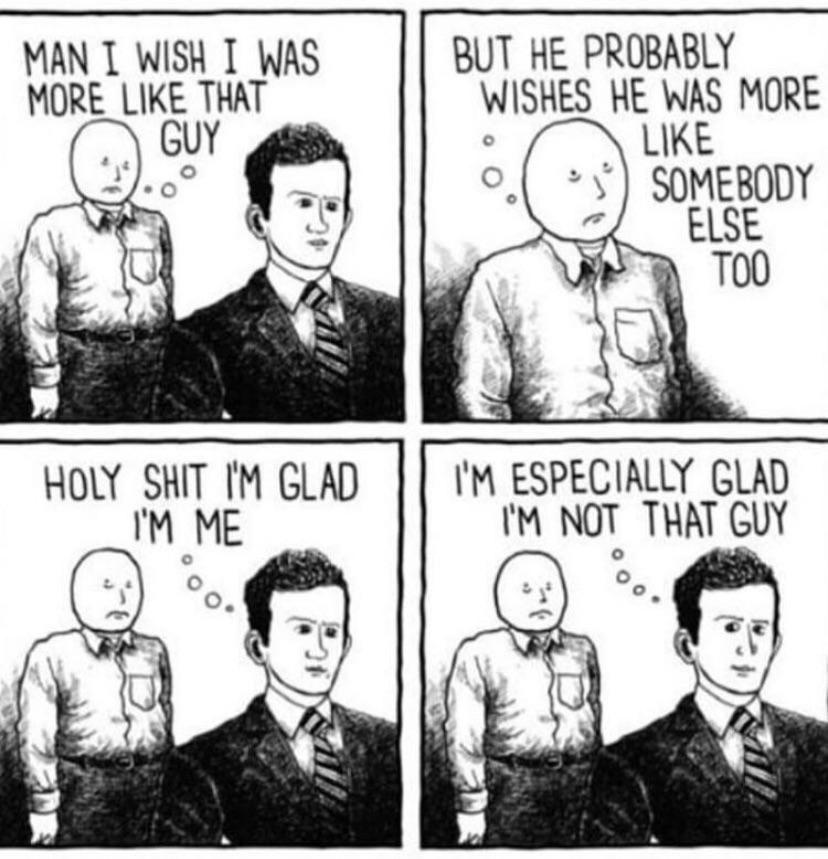 MAN I WISH I WAS
MORE LIKE THAT
GUY
BUT HE PROBABLY
WISHES HE WAS MORE
LIKE
SOMEBODY
ELSE
TOO
HOLY SHIT I'M GLAD
I'M ME
I'M ESPECIALLY GLAD
I'M NOT THAT GUY